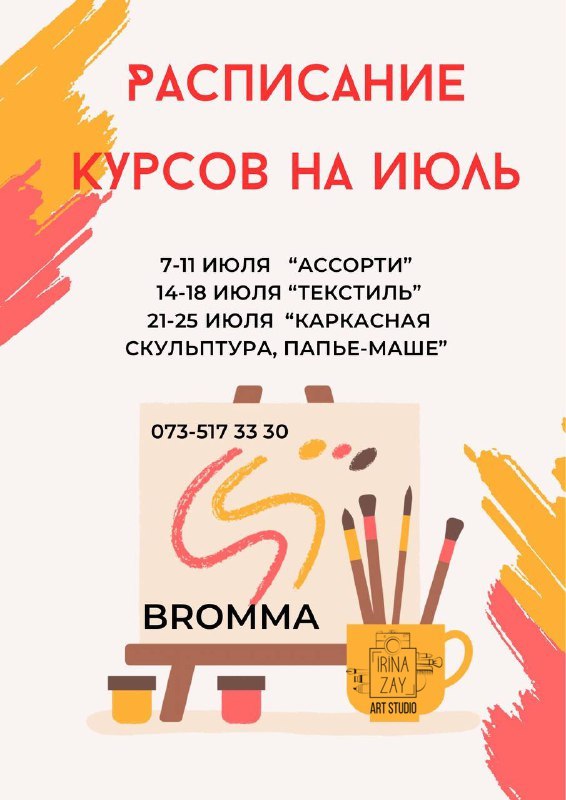 РАСПИСАНИЕ
КУРСОВ НА ИЮЛЬ
7-11 ИЮЛЯ “АССОРТИ”
14-18 ИЮЛЯ “ТЕКСТИЛЬ”
21-25 ИЮЛЯ “КАРКАСНАЯ
СКУЛЬПТУРА, ПАПЬЕ-МАШЕ”
073-517 33 30
BROMMA
IRINA
ZAY
ART STUDIO